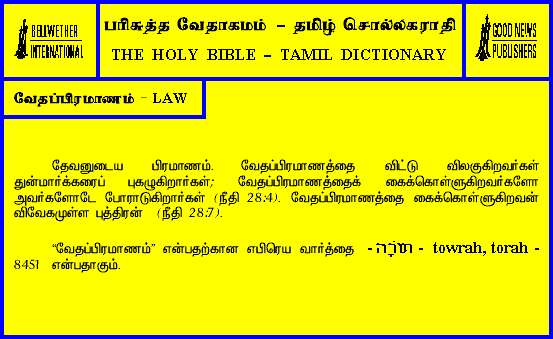 BELLWETHER
INTERNATIONAL
பரிசுத்த வேதாகமம் – தமிழ் சொல்லகராதி
THE HOLY BIBLE – TAMIL DICTIONARY
GOOD NEWS
PUBLISHERS
வேதப்பிரமாணம் – LAW
தேவனுடைய பிரமாணம். வேதப்பிரமாணத்தை விட்டு விலகுகிறவர்கள்
துன்மார்க்கரைப் புகழுகிறார்கள்; வேதப்பிரமாணத்தைக் கைக்கொள்ளுகிறவர்களோ
அவர்களோடே போராடுகிறார்கள் (நீதி 28:4). வேதப்பிரமாணத்தை கைக்கொள்ளுகிறவன்
விவேகமுள்ள புத்திரன் (நீதி 28:7).
“வேதப்பிரமாணம்” என்பதற்கான எபிரெய வார்த்தை - תּוֹרָה - towrah, torah -
8451 என்பதாகும்.